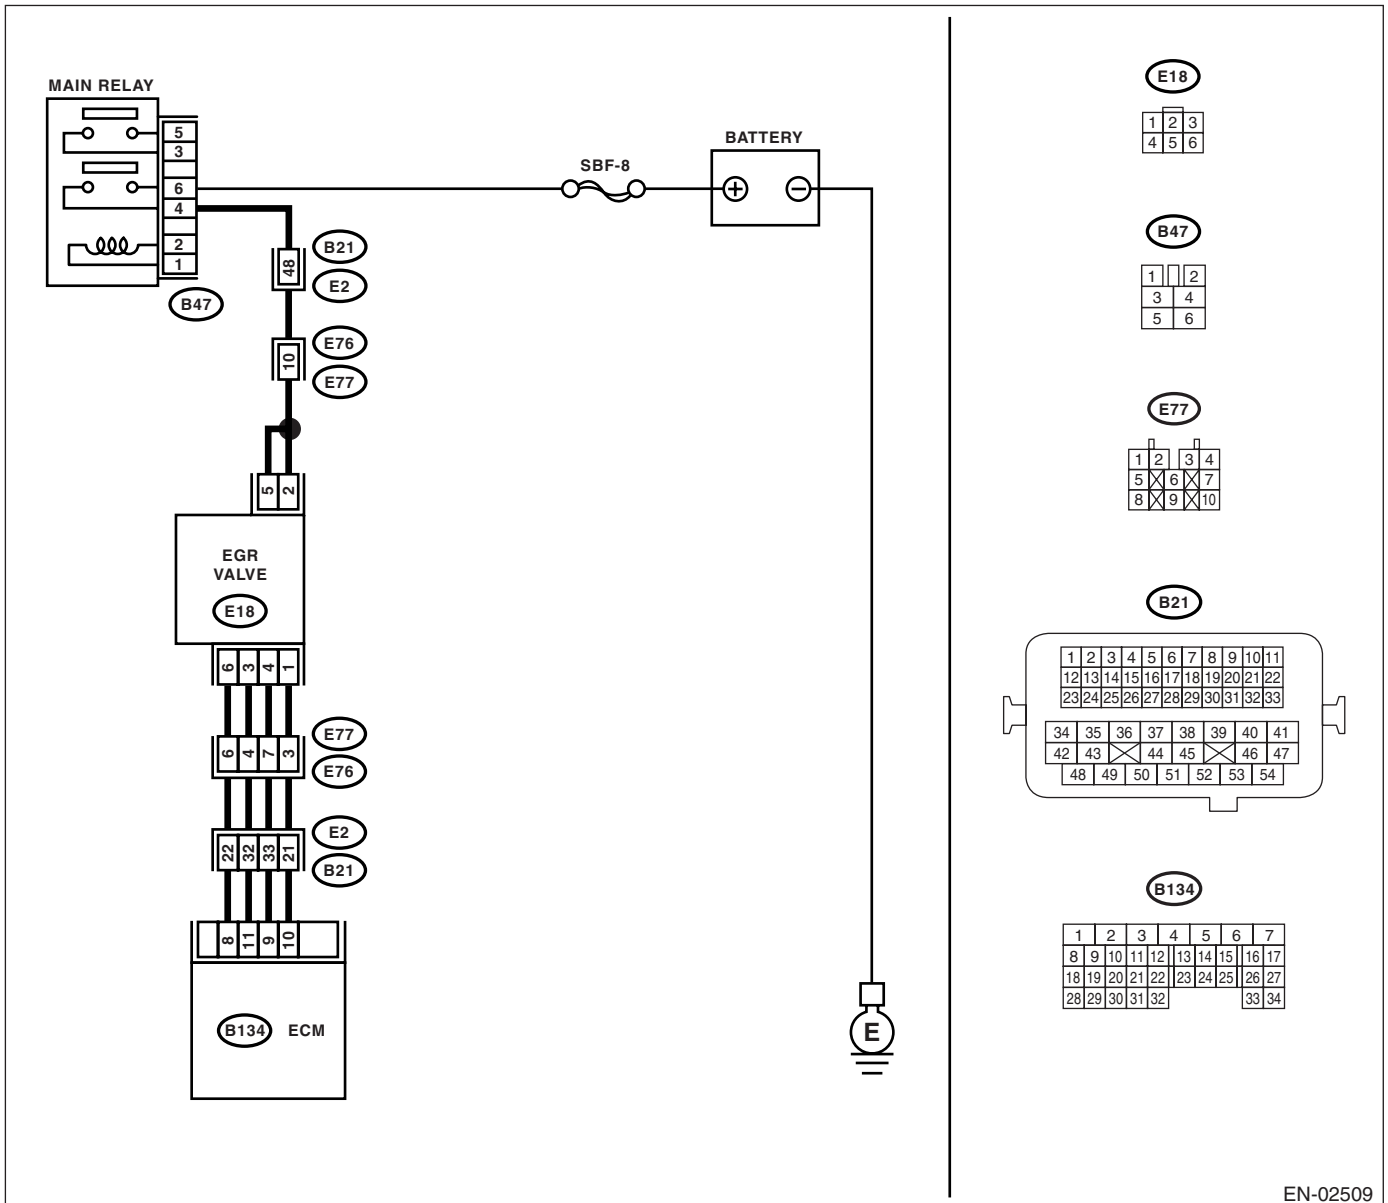 MAIN RELAY
5
3
6
4
2
1
B47
SBF-8
BATTERY
+ −
48
B21
E2
10
E76
E77
5 2
EGR
VALVE
E18
6 3 4 1
6 4 7 3
E77
E76
22 32 33 21
E2
B21
8 11 9 10
B134 ECM
E
E18
1 2 3
4 5 6
B47
1 2
3 4
5 6
E77
1 2 3 4
5 6 7
8 9 10
B21
1 2 3 4 5 6 7 8 9 10 11
12 13 14 15 16 17 18 19 20 21 22
23 24 25 26 27 28 29 30 31 32 33
34 35 36 37 38 39 40 41
42 43 44 45 46 47
48 49 50 51 52 53 54
B134
1 2 3 4 5 6 7
8 9 10 11 12 13 14 15 16 17
18 19 20 21 22 23 24 25 26 27
28 29 30 31 32 33 34
EN-02509